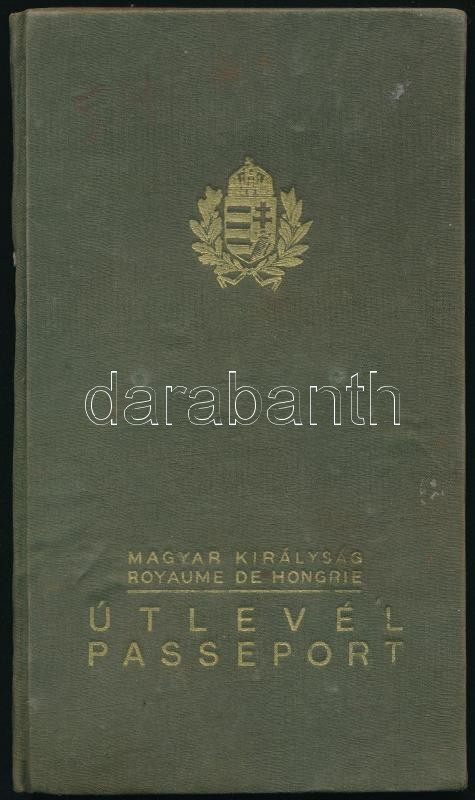 darabanth
MAGYAR KIRÁLYSÁG
ROYAUME DE HONGRIE
ÚTLEVÉL
PASSEPORT